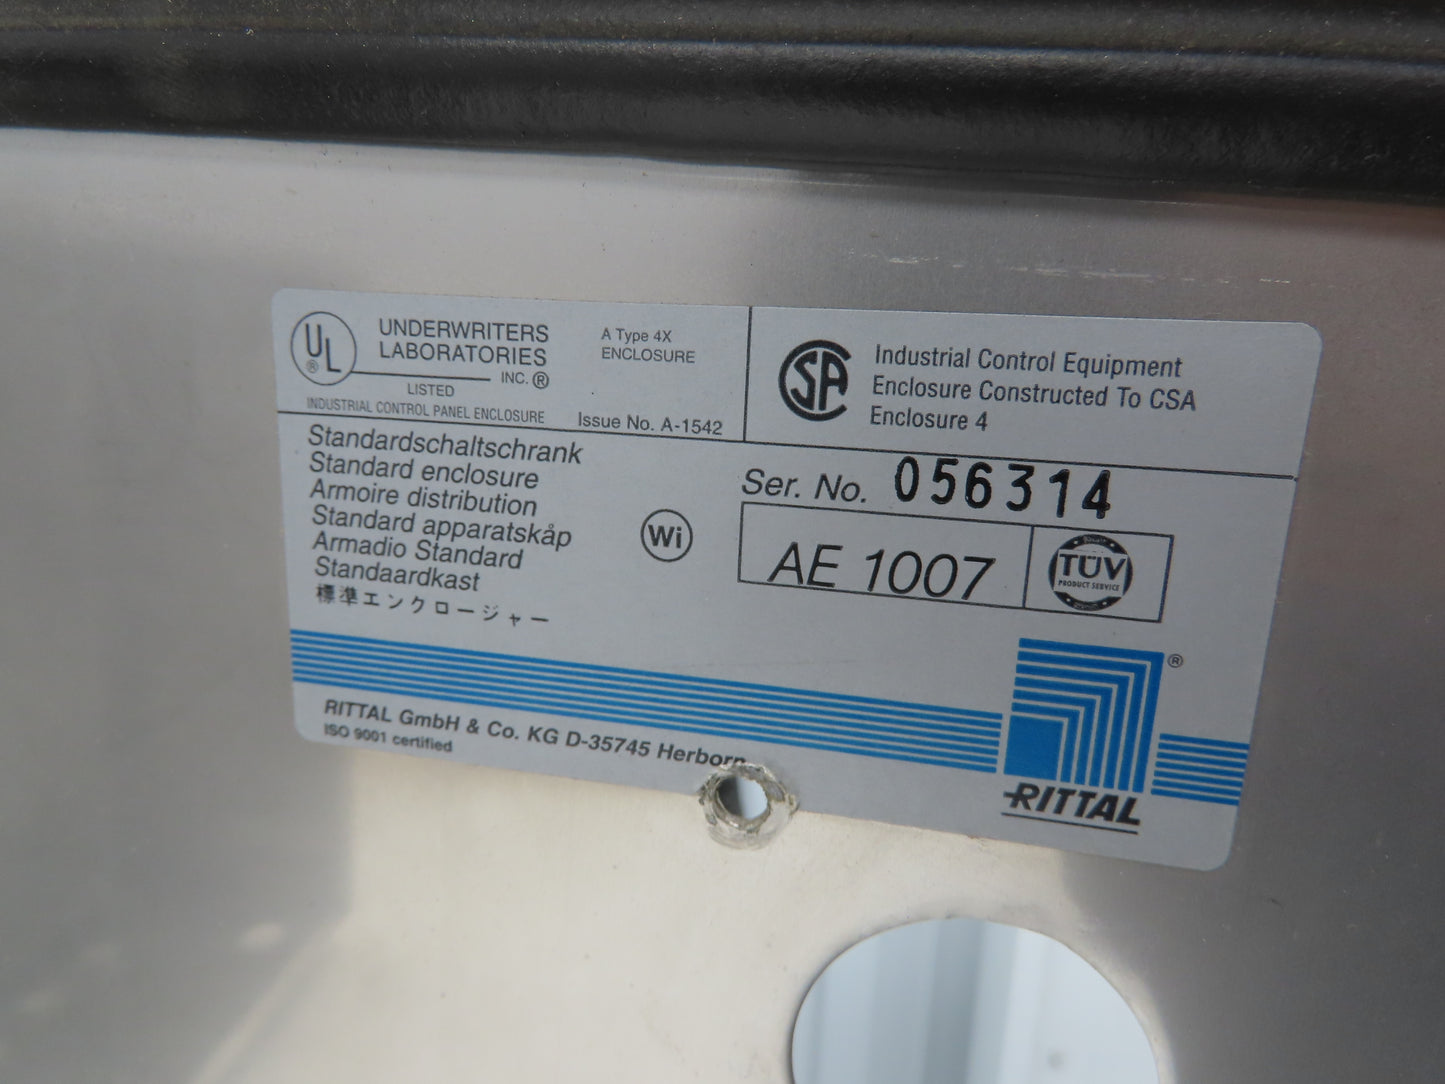 UL
®
UNDERWRITERS
LABORATORIES
INC.®
LISTED
INDUSTRIAL CONTROL PANEL ENCLOSURE
A Type 4X
ENCLOSURE
Issue No. A-1542
SA
Industrial Control Equipment
Enclosure Constructed To CSA
Enclosure 4
Standardschaltschrank
Standard enclosure
Armoire distribution
Standard apparatskåp
Armadio Standard
Standaardkast
標準エンクロージャー
Wi
Ser. No. 056314
AE 1007
TÜV
PRODUCT SERVICE
®
RITTAL
RITTAL GmbH & Co. KG D-35745 Herborn
ISO 9001 certified